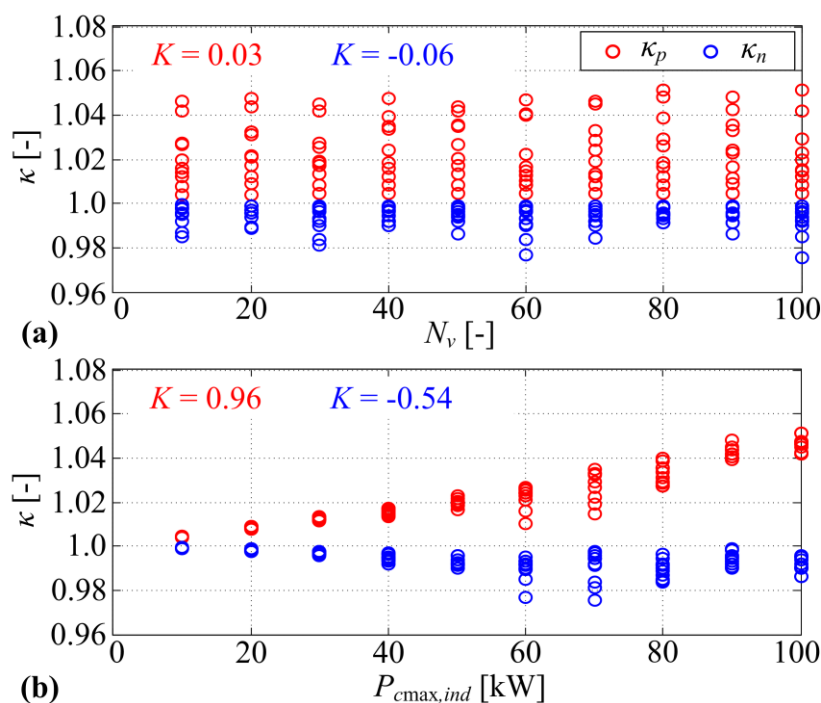 1.08
1.06
1.04
1.02
1.0
0.98
0.96
κ [-]
K = 0.03 K = -0.06
κp κn
0 20 40 60 80 100
(a) Nv [-]
1.08
1.06
1.04
1.02
1.0
0.98
0.96
κ [-]
K = 0.96 K = -0.54
0 20 40 60 80 100
(b) Pcmax,ind [kW]